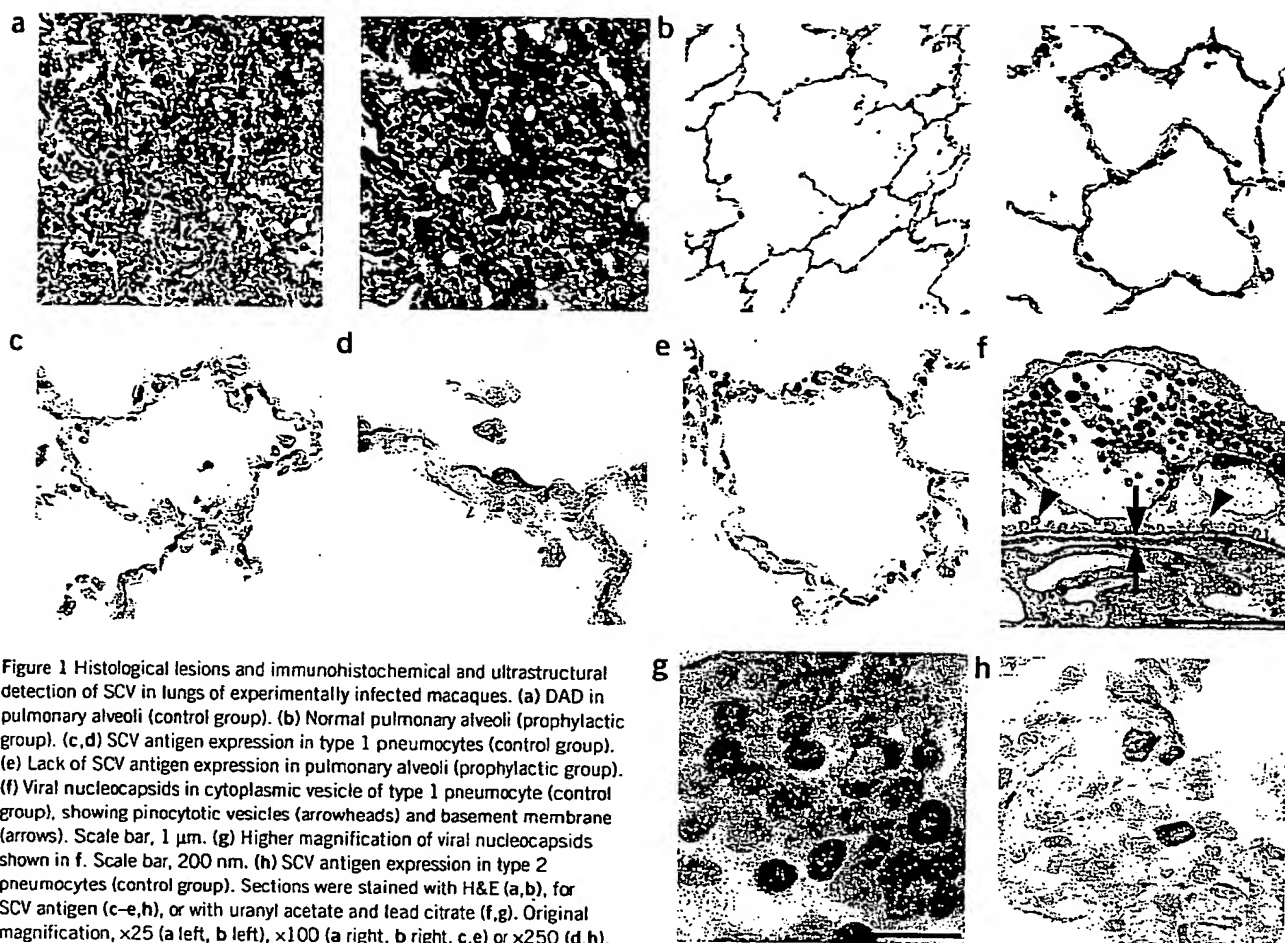 a
b
c
d
e
f
g
h
Figure 1 Histological lesions and immunohistochemical and ultrastructural
detection of SCV in lungs of experimentally infected macaques. (a) DAD in
pulmonary alveoli (control group). (b) Normal pulmonary alveoli (prophylactic
group). (c,d) SCV antigen expression in type 1 pneumocytes (control group).
(e) Lack of SCV antigen expression in pulmonary alveoli (prophylactic group).
(f) Viral nucleocapsids in cytoplasmic vesicle of type 1 pneumocyte (control
group), showing pinocytotic vesicles (arrowheads) and basement membrane
(arrows). Scale bar, 1 μm. (g) Higher magnification of viral nucleocapsids
shown in f. Scale bar, 200 nm. (h) SCV antigen expression in type 2
pneumocytes (control group). Sections were stained with H&E (a,b), for
SCV antigen (c–e,h), or with uranyl acetate and lead citrate (f,g). Original
magnification, x25 (a left, b left), x100 (a right, b right, c,e) or x250 (d,h).